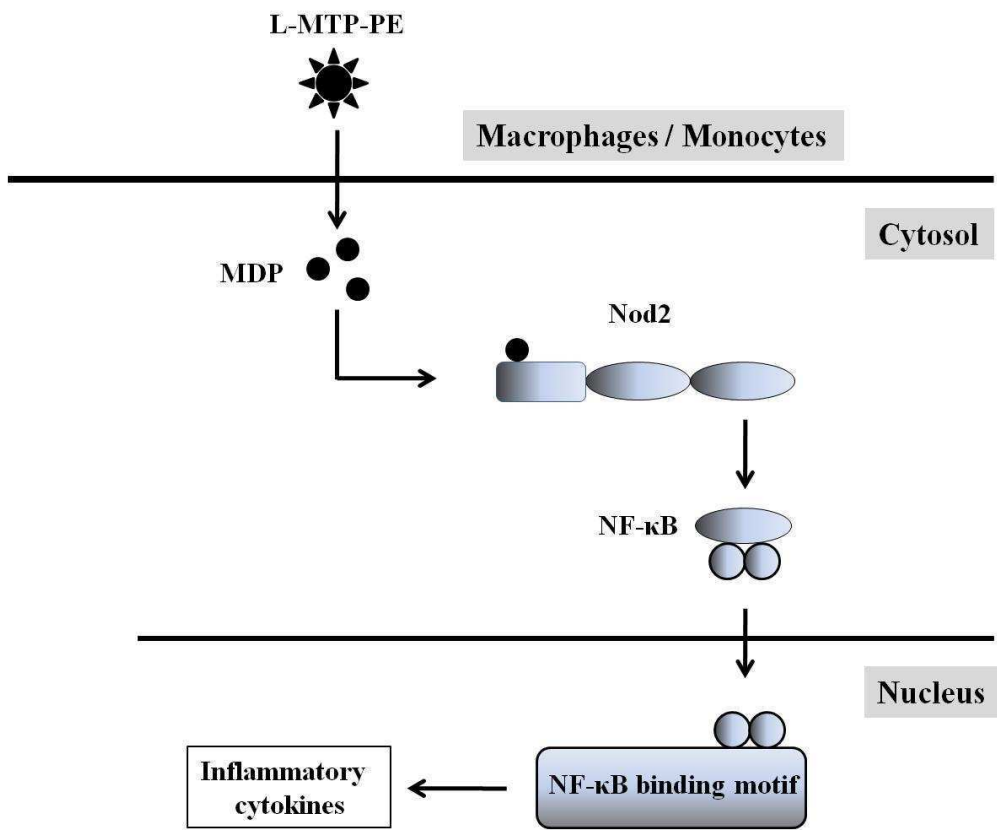 L-MTP-PE
Macrophages / Monocytes
Cytosol
MDP
Nod2
NF-κB
Nucleus
NF-κB binding motif
Inflammatory
cytokines